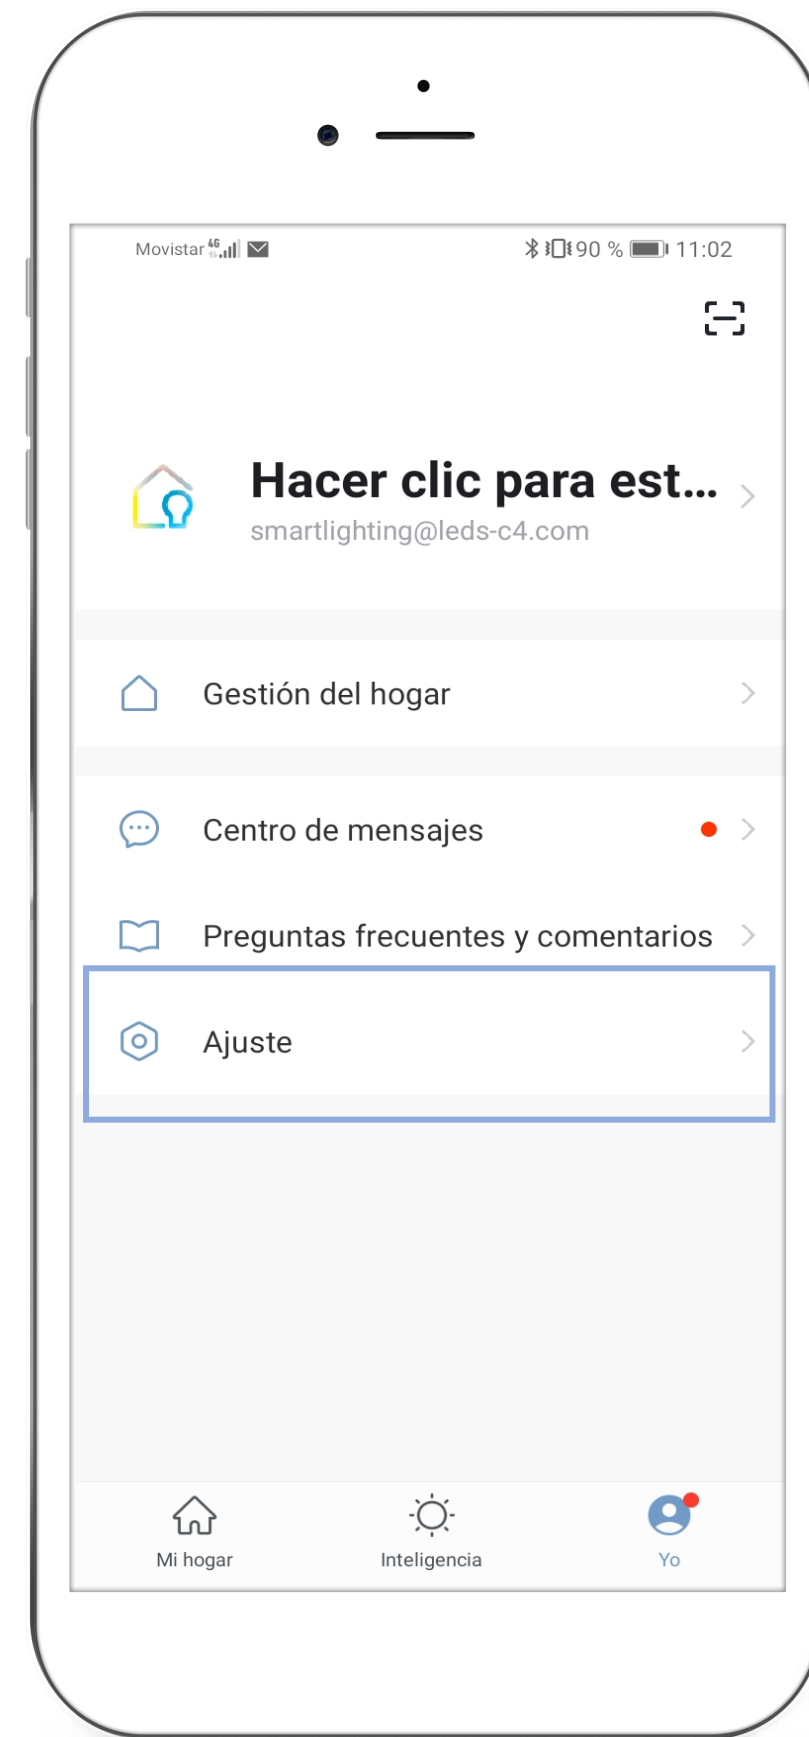 Movistar 4G 90 % 11:02
Hacer clic para est...
smartlighting@leds-c4.com
Gestión del hogar
Centro de mensajes
Preguntas frecuentes y comentarios
Ajuste
Mi hogar Inteligencia Yo